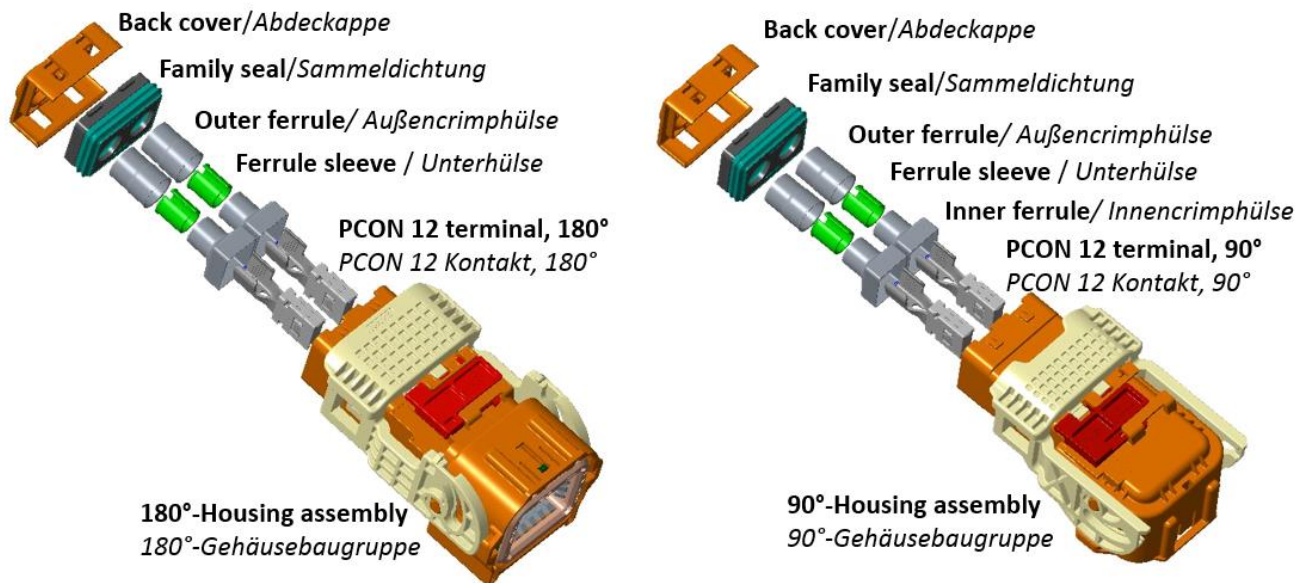 Back cover/Abdeckappe
Family seal/Sammeldichtung
Outer ferrule/ Außencrimphülse
Ferrule sleeve / Unterhülse
PCON 12 terminal, 180°
PCON 12 Kontakt, 180°
180°-Housing assembly
180°-Gehäusebaugruppe
Back cover/Abdeckappe
Family seal/Sammeldichtung
Outer ferrule/ Außencrimphülse
Ferrule sleeve / Unterhülse
Inner ferrule/ Innencrimphülse
PCON 12 terminal, 90°
PCON 12 Kontakt, 90°
90°-Housing assembly
90°-Gehäusebaugruppe